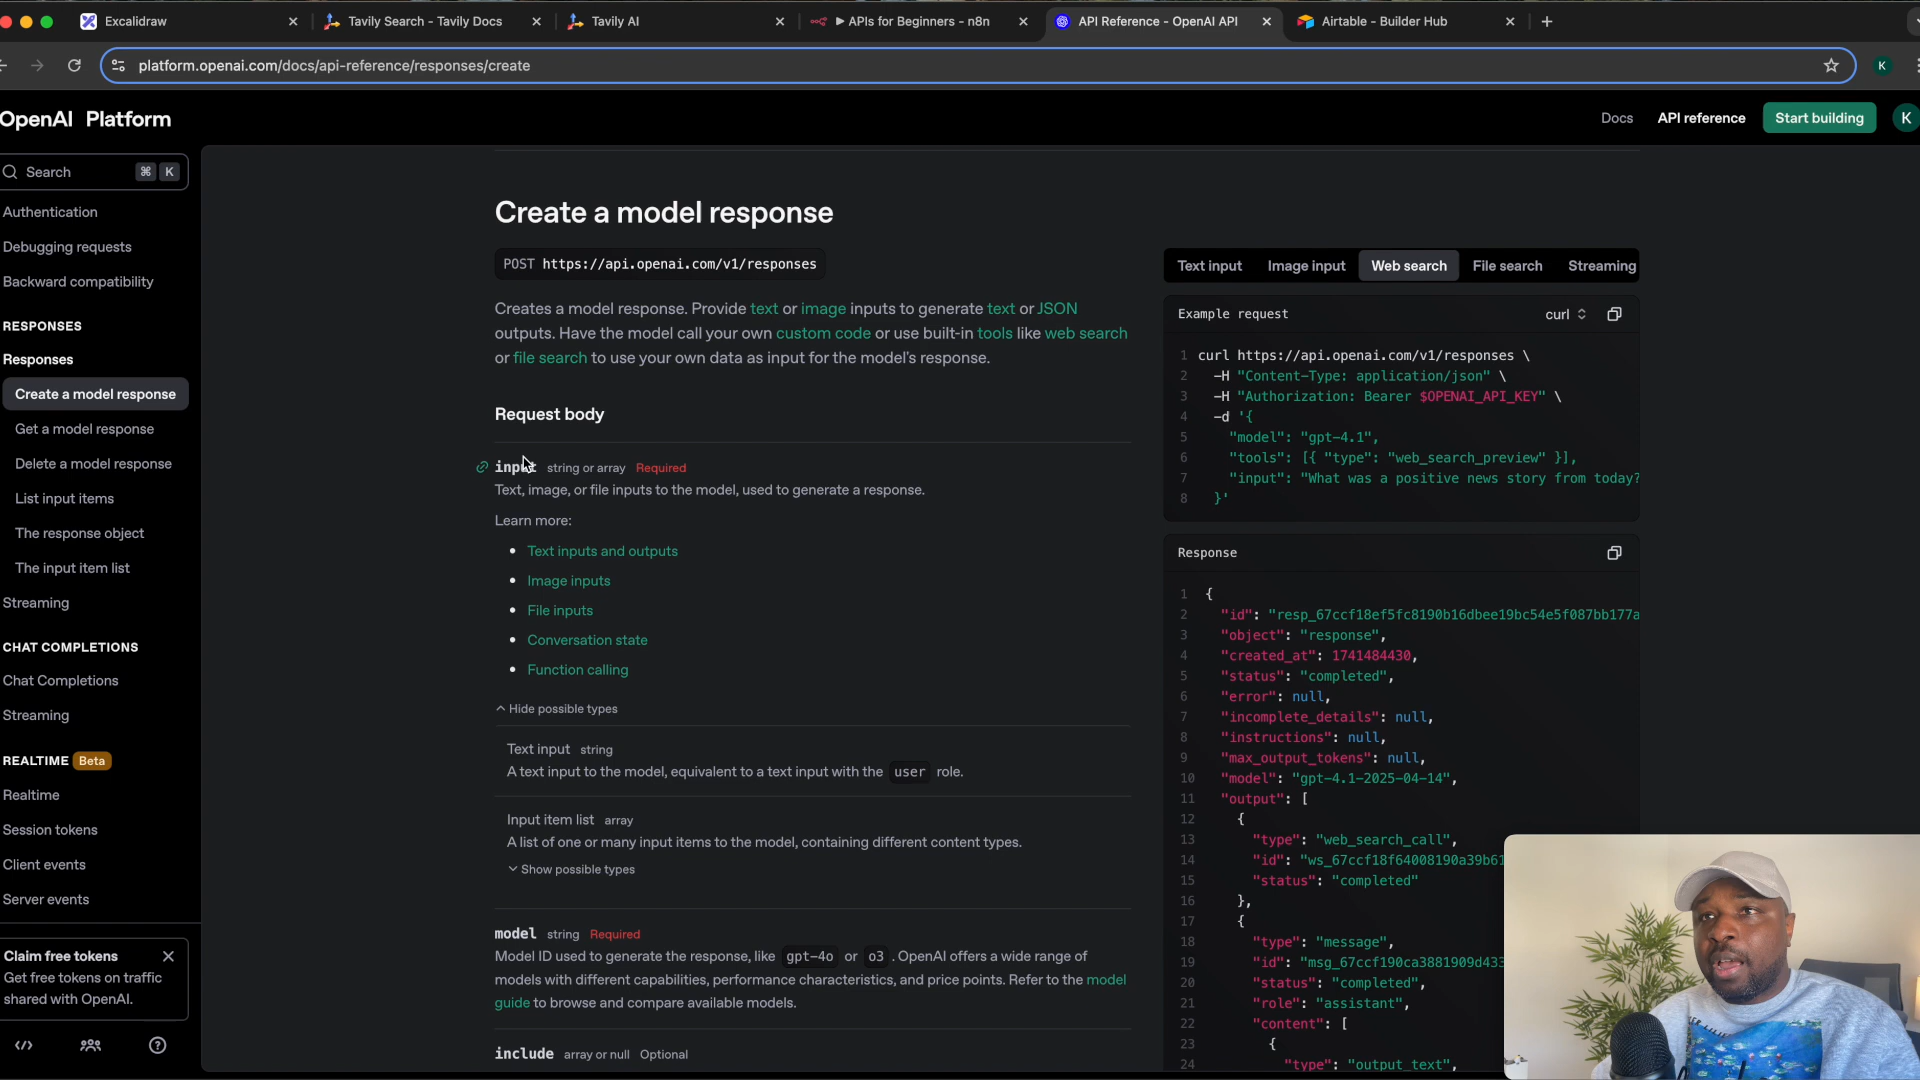 Excalidraw
Tavily Search - Tavily Docs
Tavily AI
▶ APIs for Beginners - n8n
API Reference - OpenAI API
Airtable - Builder Hub
platform.openai.com/docs/api-reference/responses/create
K
OpenAI Platform
Docs
API reference
Start building
K
Search
⌘ K
Authentication
Debugging requests
Backward compatibility
RESPONSES
Responses
Create a model response
Get a model response
Delete a model response
List input items
The response object
The input item list
Streaming
CHAT COMPLETIONS
Chat Completions
Streaming
REALTIME Beta
Realtime
Session tokens
Client events
Server events
Claim free tokens
Get free tokens on traffic
shared with OpenAI.
Create a model response
POST https://api.openai.com/v1/responses
Creates a model response. Provide text or image inputs to generate text or JSON
outputs. Have the model call your own custom code or use built-in tools like web search
or file search to use your own data as input for the model's response.
Request body
input string or array Required
Text, image, or file inputs to the model, used to generate a response.
Learn more:
• Text inputs and outputs
• Image inputs
• File inputs
• Conversation state
• Function calling
Hide possible types
Text input string
A text input to the model, equivalent to a text input with the user role.
Input item list array
A list of one or many input items to the model, containing different content types.
Show possible types
model string Required
Model ID used to generate the response, like gpt-4o or o3 . OpenAI offers a wide range of
models with different capabilities, performance characteristics, and price points. Refer to the model
guide to browse and compare available models.
include array or null Optional
Text input
Image input
Web search
File search
Streaming
Example request
curl
1 curl https://api.openai.com/v1/responses \
2 -H "Content-Type: application/json" \
3 -H "Authorization: Bearer $OPENAI_API_KEY" \
4 -d '{
5 "model": "gpt-4.1",
6 "tools": [{ "type": "web_search_preview" }],
7 "input": "What was a positive news story from today?
8 }'
Response
1 {
2 "id": "resp_67ccf18ef5fc8190b16dbee19bc54e5f087bb177a
3 "object": "response",
4 "created_at": 1741484430,
5 "status": "completed",
6 "error": null,
7 "incomplete_details": null,
8 "instructions": null,
9 "max_output_tokens": null,
10 "model": "gpt-4.1-2025-04-14",
11 "output": [
12 {
13 "type": "web_search_call",
14 "id": "ws_67ccf18f64008190a39b61
15 "status": "completed"
16 },
17 {
18 "type": "message",
19 "id": "msg_67ccf190ca3881909d433
20 "status": "completed",
21 "role": "assistant",
22 "content": [
23 {
24 "type": "output_text",